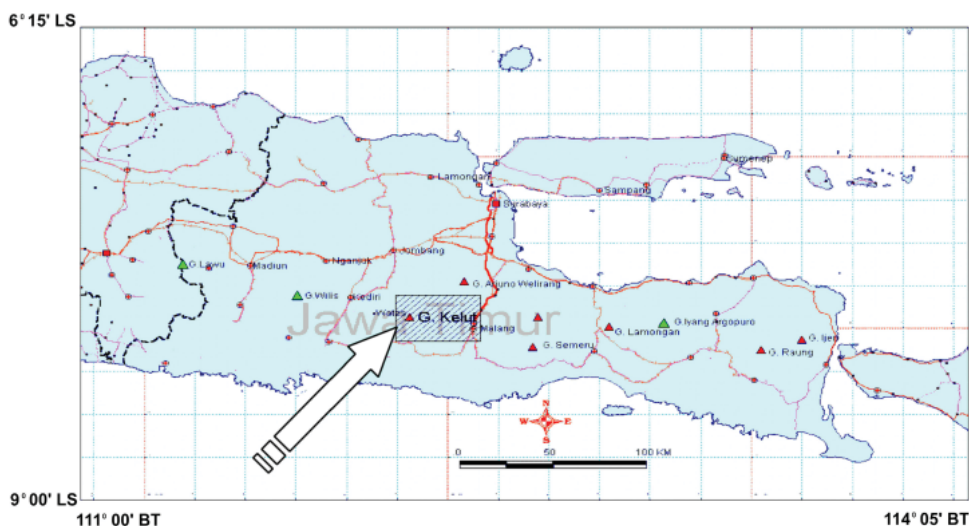 6° 15' LS
Sumenep
Lamongan
Sampang
Surabaya
Jombang
Nganjuk
G. Lawu
Madiun
G. Arjuno Welirang
G.Wilis
Kediri
Wates
G. Kelut
Jawa Timur
Malang
G. Lamongan
G.Iyang Argopuro
G. Ijen
G. Semeru
G. Raung
N
W
E
S
0
50
100 KM
9° 00' LS
111° 00' BT
114° 05' BT